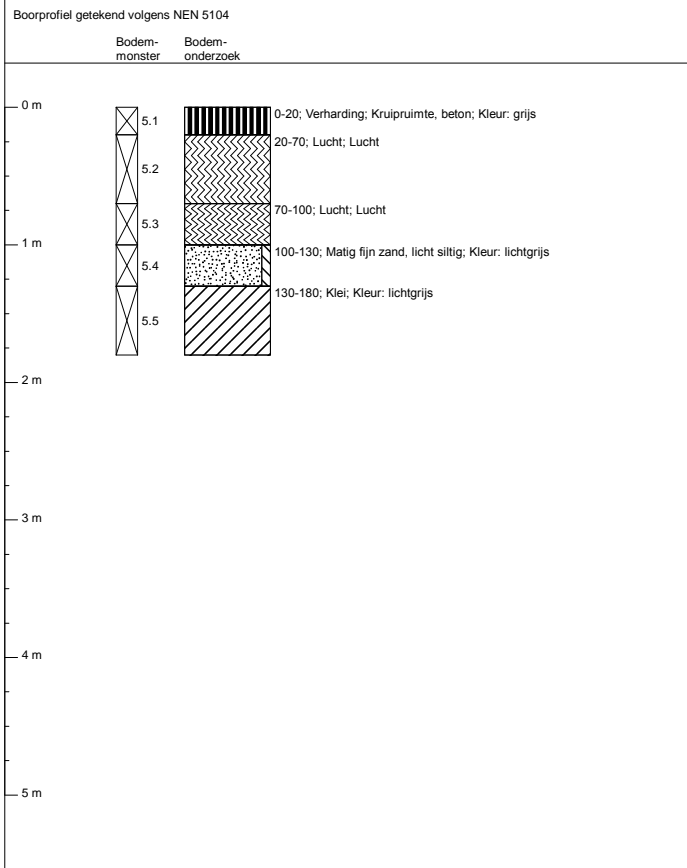 Boorprofiel getekend volgens NEN 5104
Bodem-
monster
Bodem-
onderzoek
0 m
5.1
0-20; Verharding; Kruipruimte, beton; Kleur: grijs
20-70; Lucht; Lucht
5.2
70-100; Lucht; Lucht
5.3
1 m
100-130; Matig fijn zand, licht siltig; Kleur: lichtgrijs
5.4
130-180; Klei; Kleur: lichtgrijs
5.5
2 m
3 m
4 m
5 m